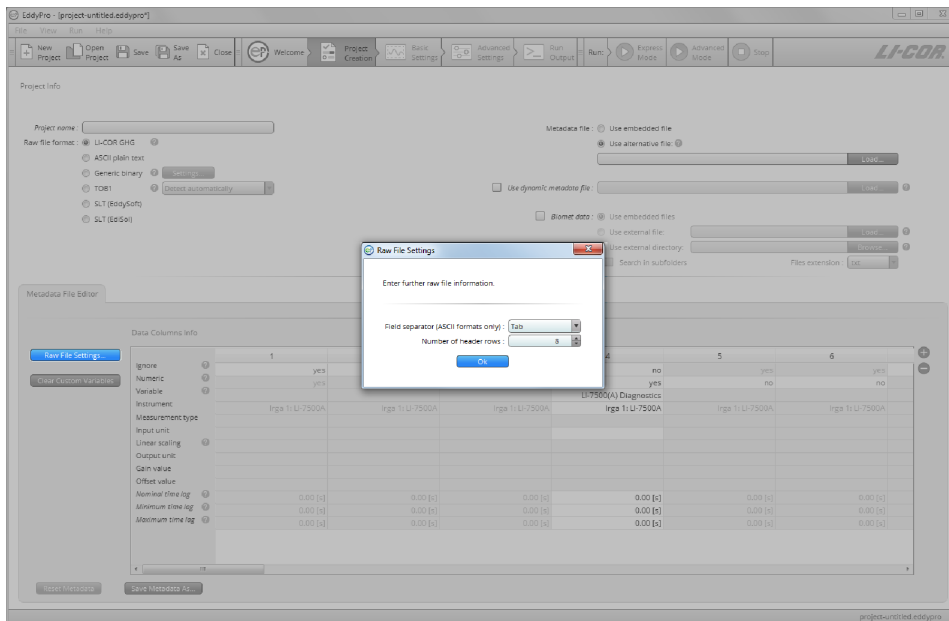 EddyPro - [project-untitled.eddypro*]
File View Run Help
New Project
Open Project
Save
Save As
Close
eP
Welcome
Project Creation
Basic Settings
Advanced Settings
Run Output
Run:
Express Mode
Advanced Mode
Stop
LI-COR.
Project Info
Project name :
Raw file format : LI-COR GHG ?
ASCII plain text
Generic binary ? Settings...
TOB1 ? Detect automatically
SLT (EddySoft)
SLT (EdiSol)
Metadata file : Use embedded file
Use alternative file: ?
Load...
Use dynamic metadata file : Load... ?
Biomet data : Use embedded files
Use external file: Load... ?
Use external directory: Browse... ?
Search in subfolders Files extension :
Raw File Settings
Enter further raw file information.
Field separator (ASCII formats only) : Tab
Number of header rows : 8
Ok
Metadata File Editor
Data Columns Info
Raw File Settings...
Clear Custom Variables
1 4 5 6
Ignore ? yes no yes yes
Numeric ? yes yes no no
Variable ? LI-7500(A) Diagnostics
Instrument Irga 1: LI-7500A Irga 1: LI-7500A Irga 1: LI-7500A Irga 1: LI-7500A Irga 1: LI-7500A Irga 1: LI-7500A
Measurement type
Input unit
Linear scaling ?
Output unit
Gain value
Offset value
Nominal time lag ? 0.00 [s] 0.00 [s] 0.00 [s] 0.00 [s] 0.00 [s] 0.00 [s]
Minimum time lag ? 0.00 [s] 0.00 [s] 0.00 [s] 0.00 [s] 0.00 [s] 0.00 [s]
Maximum time lag ? 0.00 [s] 0.00 [s] 0.00 [s] 0.00 [s] 0.00 [s] 0.00 [s]
Reset Metadata
Save Metadata As...
project-untitled.eddypro